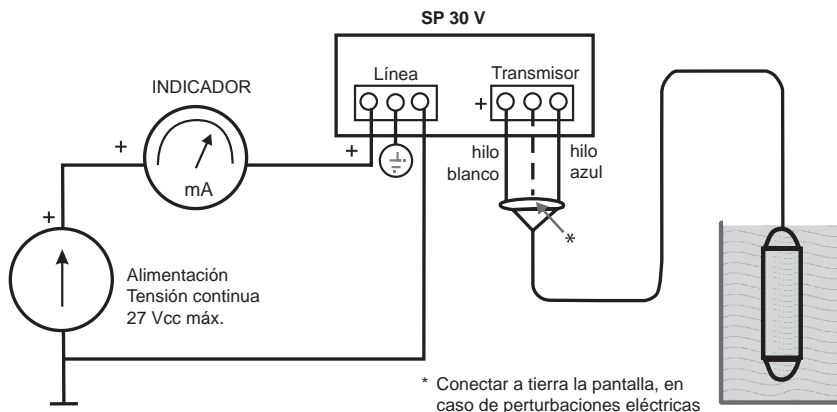 SP 30 V
Línea
Transmisor
INDICADOR
+
+
+
+
mA
hilo
blanco
hilo
azul
*
Alimentación
Tensión continua
27 Vcc máx.
* Conectar a tierra la pantalla, en
caso de perturbaciones eléctricas